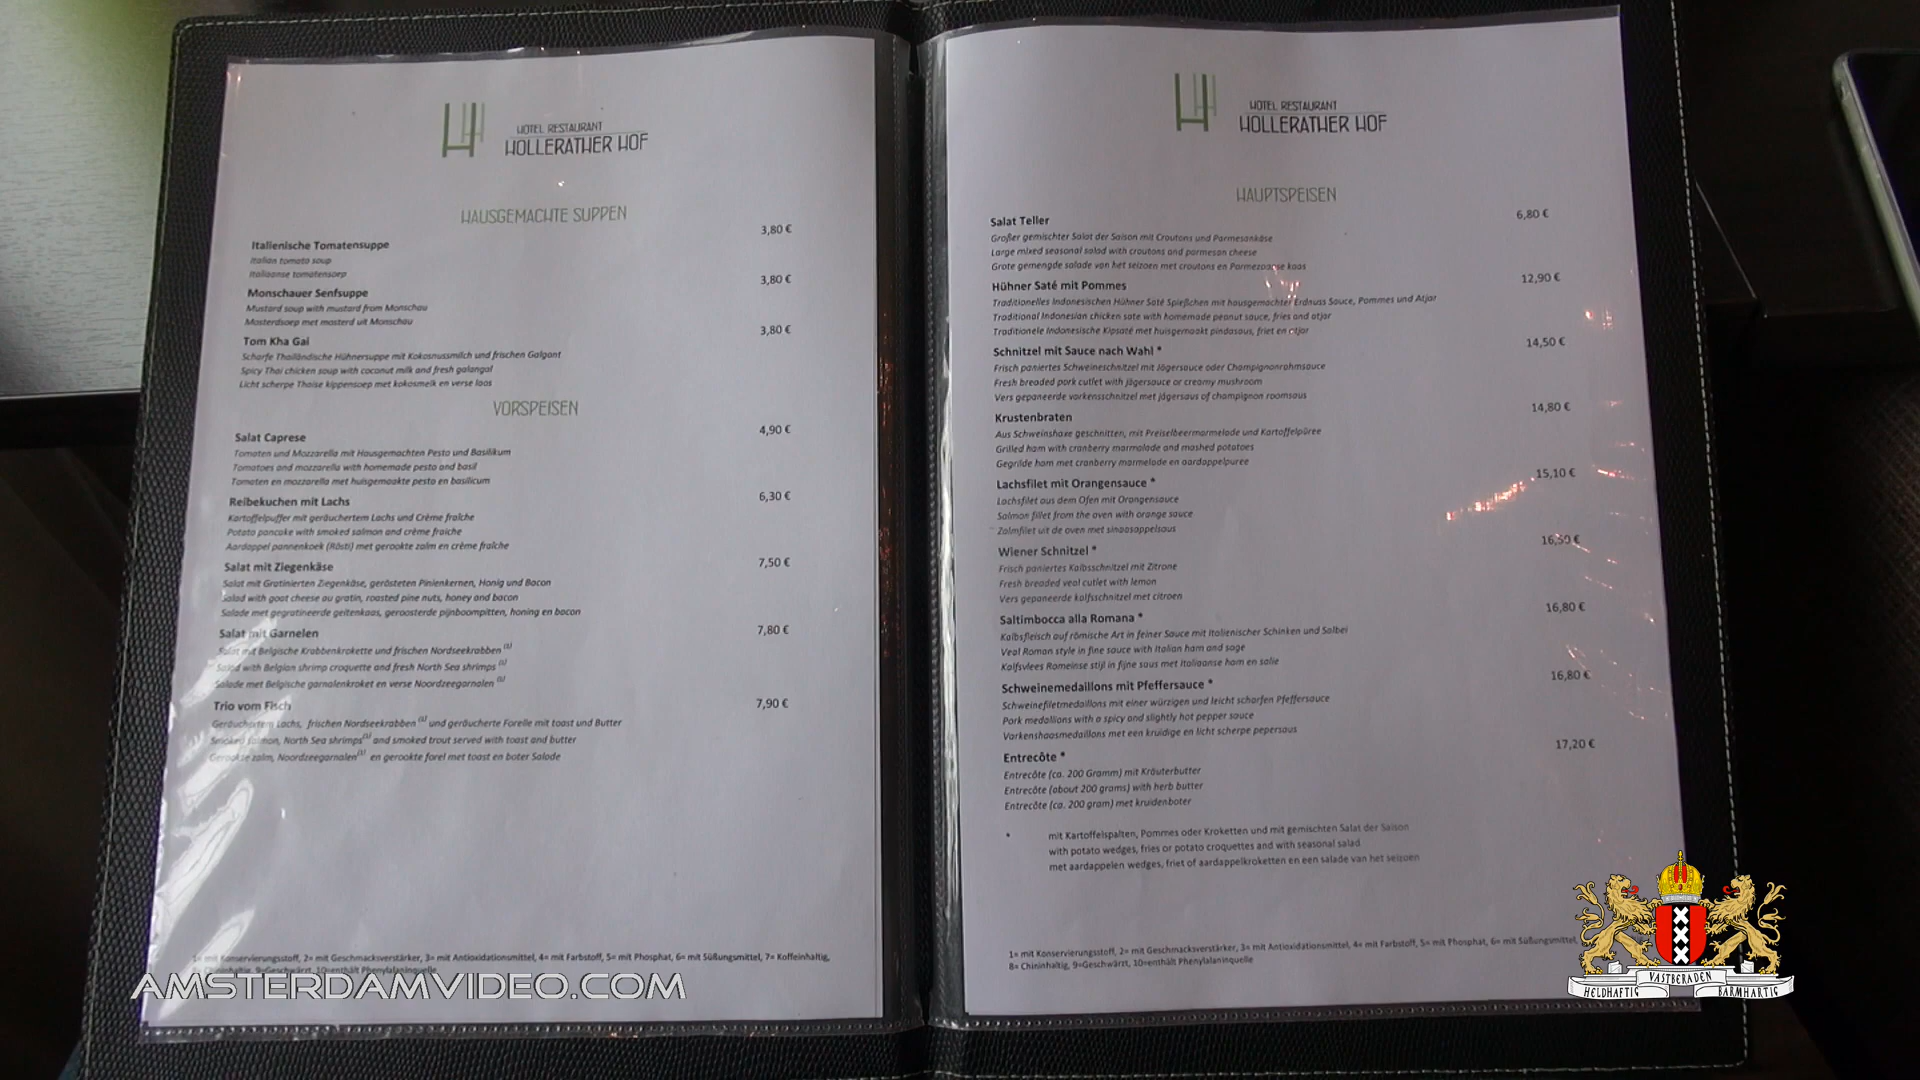 HOTEL RESTAURANT
HOLLERATHER HOF
HAUSGEMACHTE SUPPEN
Italienische Tomatensuppe 3,80 €
Italian tomato soup
Italiaanse tomatensoep
Monschauer Senfsuppe 3,80 €
Mustard soup with mustard from Monschau
Mosterdsoep met mosterd uit Monschau
Tom Kha Gai 3,80 €
Scharfe Thailändische Hühnersuppe mit Kokosnussmilch und frischen Galgant
Spicy Thai chicken soup with coconut milk and fresh galangal
Licht scherpe Thaise kippensoep met kokosmelk en verse laos
VORSPEISEN
Salat Caprese 4,90 €
Tomaten und Mozzarella mit Hausgemachten Pesto und Basilikum
Tomatoes and mozzarella with homemade pesto and basil
Tomaten en mozzarella met huisgemaakte pesto en basilicum
Reibekuchen mit Lachs 6,30 €
Kartoffelpuffer mit geräuchertem Lachs und Crème fraîche
Potato pancake with smoked salmon and crème fraîche
Aardappel pannenkoek (Rösti) met gerookte zalm en crème fraîche
Salat mit Ziegenkäse 7,50 €
Salat mit Gratinierten Ziegenkäse, gerösteten Pinienkernen, Honig und Bacon
Salad with goat cheese au gratin, roasted pine nuts, honey and bacon
Salade met gegratineerde geitenkaas, geroosterde pijnboompitten, honing en bacon
Salat mit Garnelen 7,80 €
Salat mit Belgische Krabbenkrokette und frischen Nordseekrabben (1)
Salad with Belgian shrimp croquette and fresh North Sea shrimps (1)
Salade met Belgische garnalenkroket en verse Noordzeegarnalen (1)
Trio vom Fisch 7,90 €
Geräuchertem Lachs, frischen Nordseekrabben (1) und geräucherte Forelle mit toast und Butter
Smoked salmon, North Sea shrimps(1) and smoked trout served with toast and butter
Gerookte zalm, Noordzeegarnalen(1) en gerookte forel met toast en boter Salade
1= mit Konservierungsstoff, 2= mit Geschmacksverstärker, 3= mit Antioxidationsmittel, 4= mit Farbstoff, 5= mit Phosphat, 6= mit Süßungsmittel, 7= Koffeinhaltig,
8= Chininhaltig, 9=Geschwärzt, 10=enthält Phenylalaninquelle
HOTEL RESTAURANT
HOLLERATHER HOF
HAUPTSPEISEN
Salat Teller 6,80 €
Großer gemischter Salat der Saison mit Croutons und Parmesankäse
Large mixed seasonal salad with croutons and parmesan cheese
Grote gemengde salade van het seizoen met croutons en Parmezaanse kaas
Hühner Saté mit Pommes 12,90 €
Traditionelles Indonesischen Hühner Saté Spießchen mit hausgemachter Erdnuss Sauce, Pommes und Atjar
Traditional Indonesian chicken sate with homemade peanut sauce, fries and atjar
Traditionele Indonesische Kipsaté met huisgemaakt pindasaus, friet en atjar
Schnitzel mit Sauce nach Wahl * 14,50 €
Frisch paniertes Schweineschnitzel mit Jägersauce oder Champignonrahmsauce
Fresh breaded pork cutlet with jägersauce or creamy mushroom
Vers gepaneerde varkensschnitzel met jägersaus of champignon roomsaus
Krustenbraten 14,80 €
Aus Schweinshaxe geschnitten, mit Preiselbeermarmelade und Kartoffelpüree
Grilled ham with cranberry marmalade and mashed potatoes
Gegrilde ham met cranberry marmelade en aardappelpuree
Lachsfilet mit Orangensauce * 15,10 €
Lachsfilet aus dem Ofen mit Orangensauce
Salmon fillet from the oven with orange sauce
Zalmfilet uit de oven met sinaasappelsaus
Wiener Schnitzel * 16,50 €
Frisch paniertes Kalbsschnitzel mit Zitrone
Fresh breaded veal cutlet with lemon
Vers gepaneerde kalfsschnitzel met citroen
Saltimbocca alla Romana * 16,80 €
Kalbsfleisch auf römische Art in feiner Sauce mit Italienischer Schinken und Salbei
Veal Roman style in fine sauce with Italian ham and sage
Kalfsvlees Romeinse stijl in fijne saus met Italiaanse ham en salie
Schweinemedaillons mit Pfeffersauce * 16,80 €
Schweinefiletmedaillons mit einer würzigen und leicht scharfen Pfeffersauce
Pork medallions with a spicy and slightly hot pepper sauce
Varkenshaasmedaillons met een kruidige en licht scherpe pepersaus
Entrecôte * 17,20 €
Entrecôte (ca. 200 Gramm) mit Kräuterbutter
Entrecôte (about 200 grams) with herb butter
Entrecôte (ca. 200 gram) met kruidenboter
* mit Kartoffelspalten, Pommes oder Kroketten und mit gemischten Salat der Saison
with potato wedges, fries or potato croquettes and with seasonal salad
met aardappelen wedges, friet of aardappelkroketten en een salade van het seizoen
1= mit Konservierungsstoff, 2= mit Geschmacksverstärker, 3= mit Antioxidationsmittel, 4= mit Farbstoff, 5= mit Phosphat, 6= mit Süßungsmittel,
8= Chininhaltig, 9=Geschwärzt, 10=enthält Phenylalaninquelle
AMSTERDAMVIDEO.COM
HELDHAFTIG VASTBERADEN BARMHARTIG